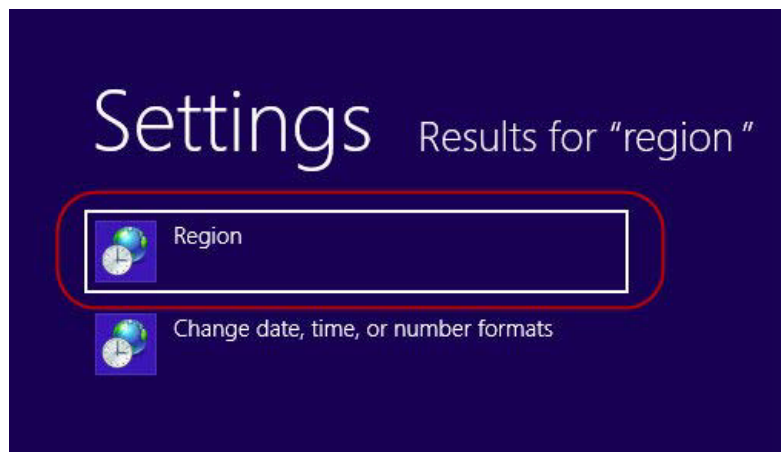 Settings Results for “region ”
Region
Change date, time, or number formats